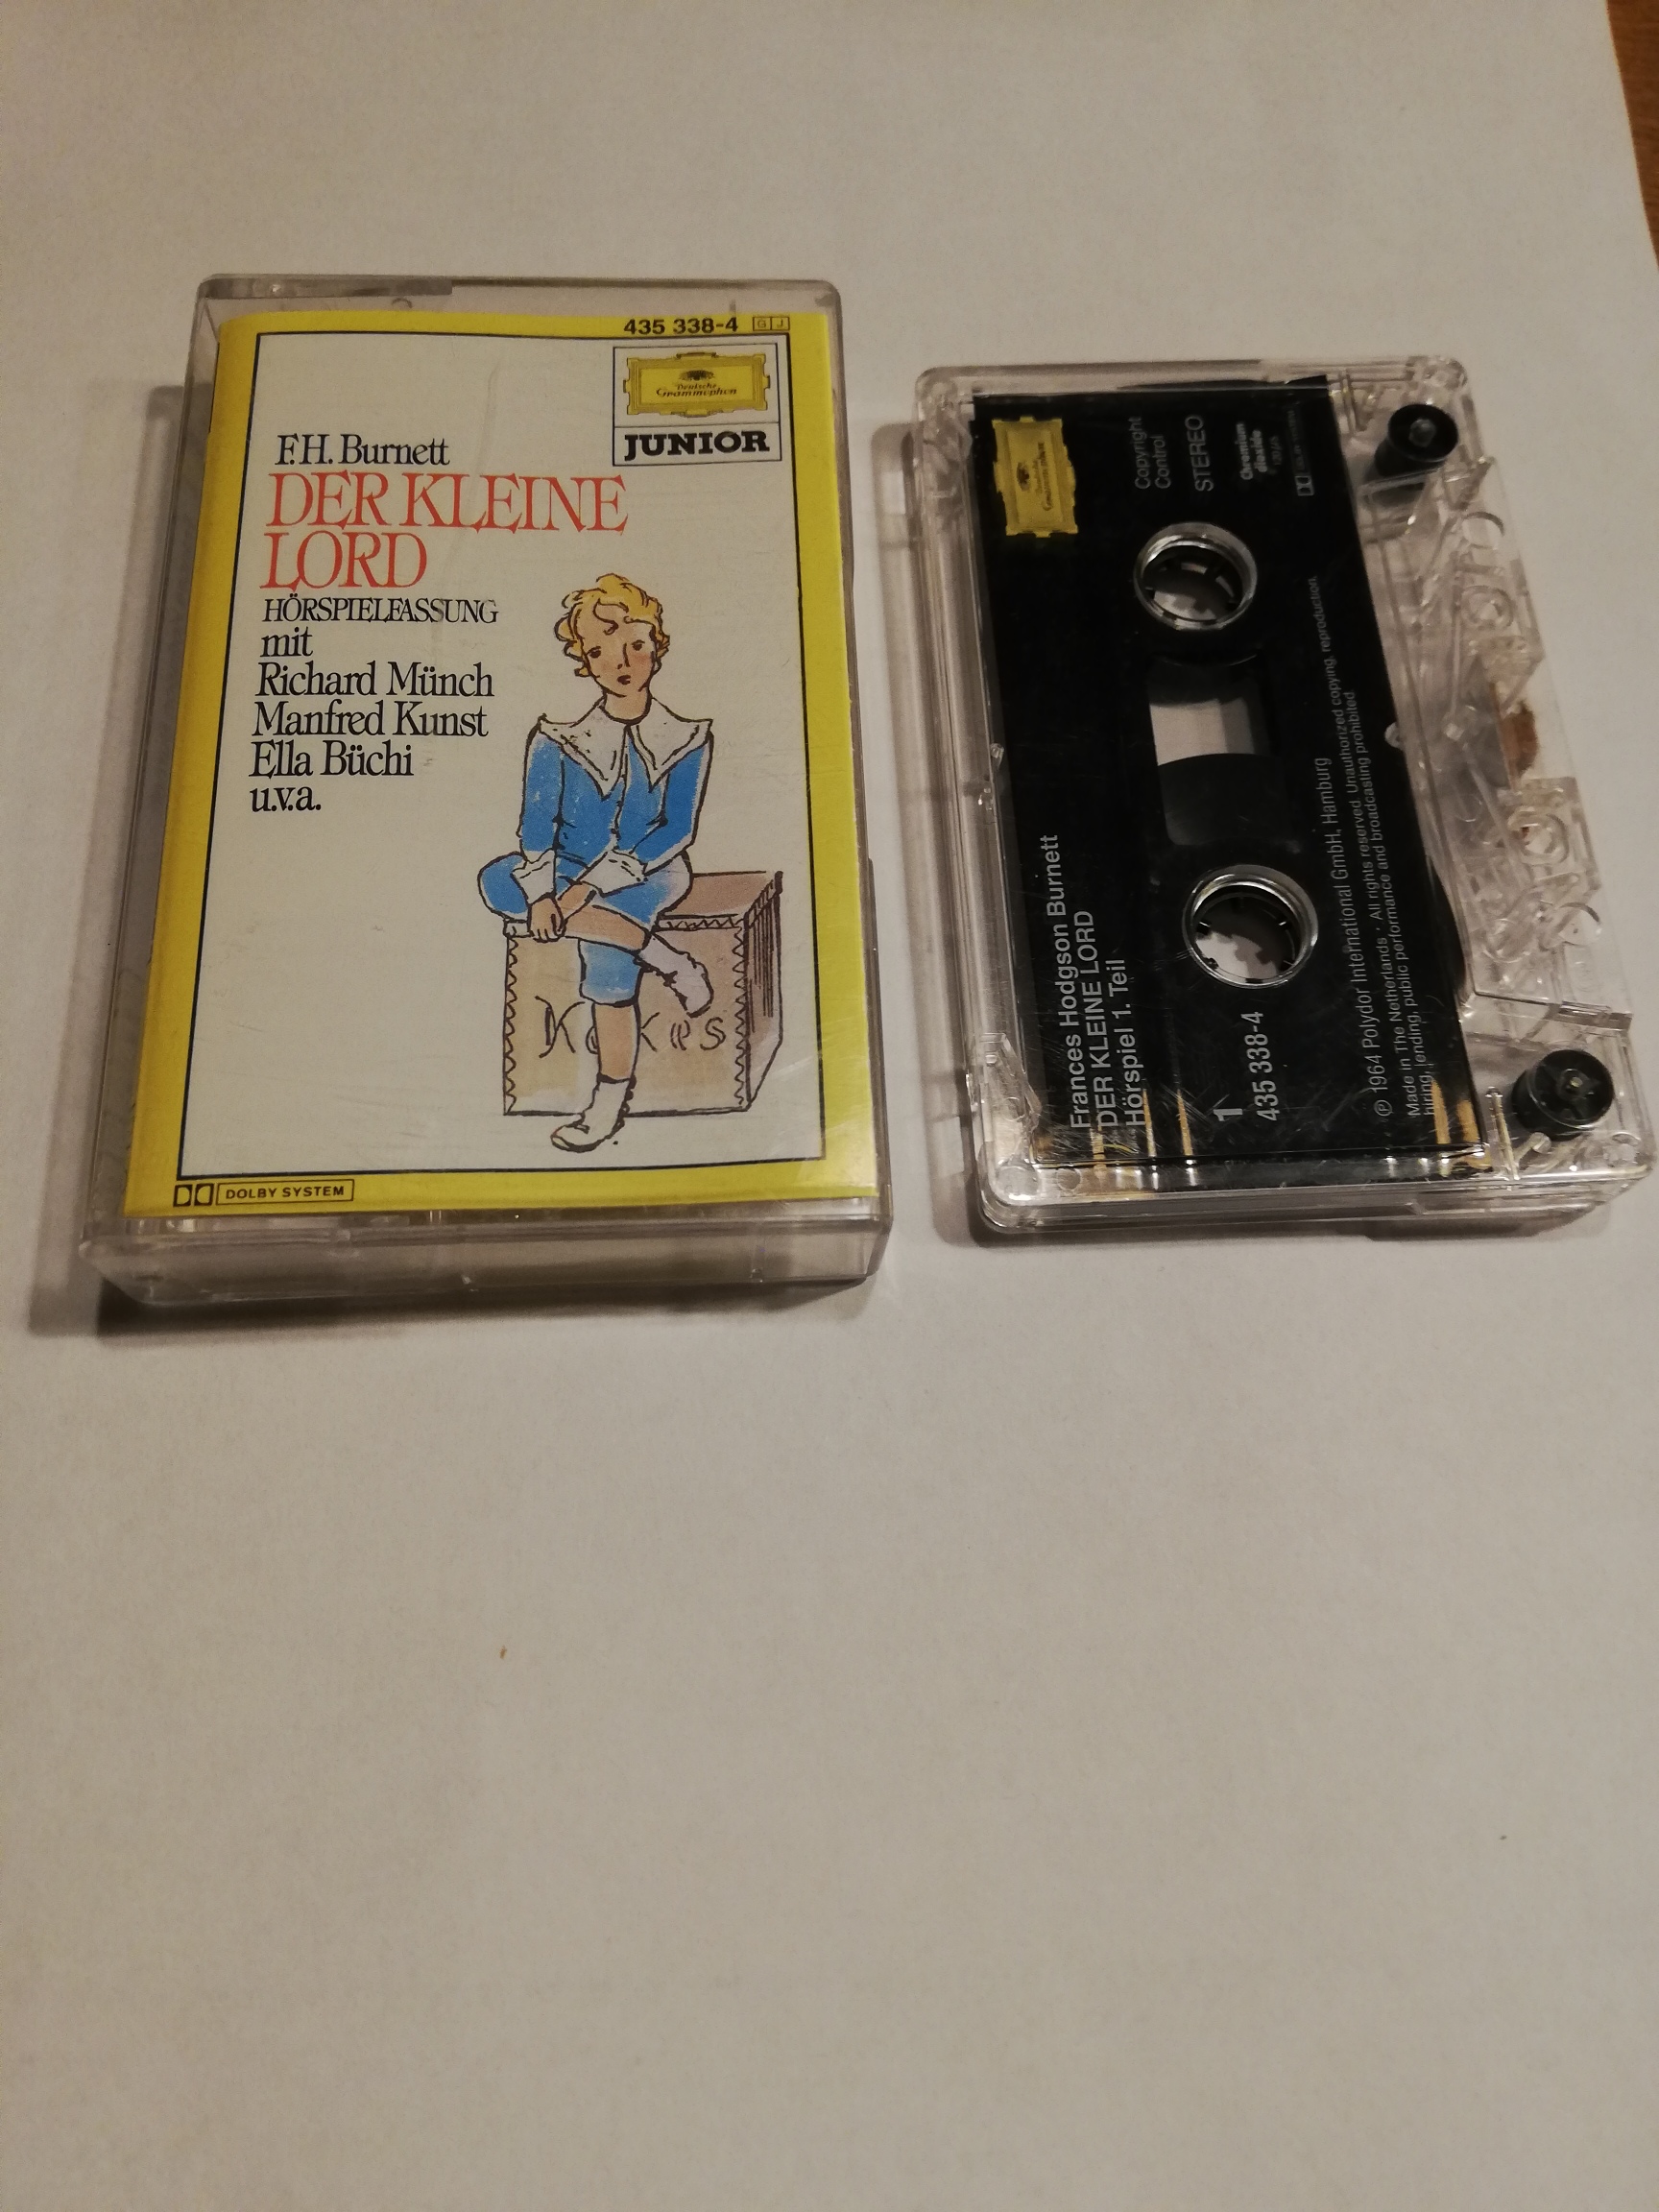 435 338-4 G J
Deutsche
Grammophon
JUNIOR
F.H. Burnett
DER KLEINE
LORD
HÖRSPIELFASSUNG
mit
Richard Münch
Manfred Kunst
Ella Büchi
u.v.a.
Kekes
DOLBY SYSTEM
Copyright
Control
STEREO
Chromium
dioxide
Frances Hodgson Burnett
DER KLEINE LORD
Hörspiel 1. Teil
1
435 338-4
℗ 1964 Polydor International GmbH, Hamburg
Made in The Netherlands · All rights reserved. Unauthorized copying, reproduction,
hiring, lending, public performance and broadcasting prohibited